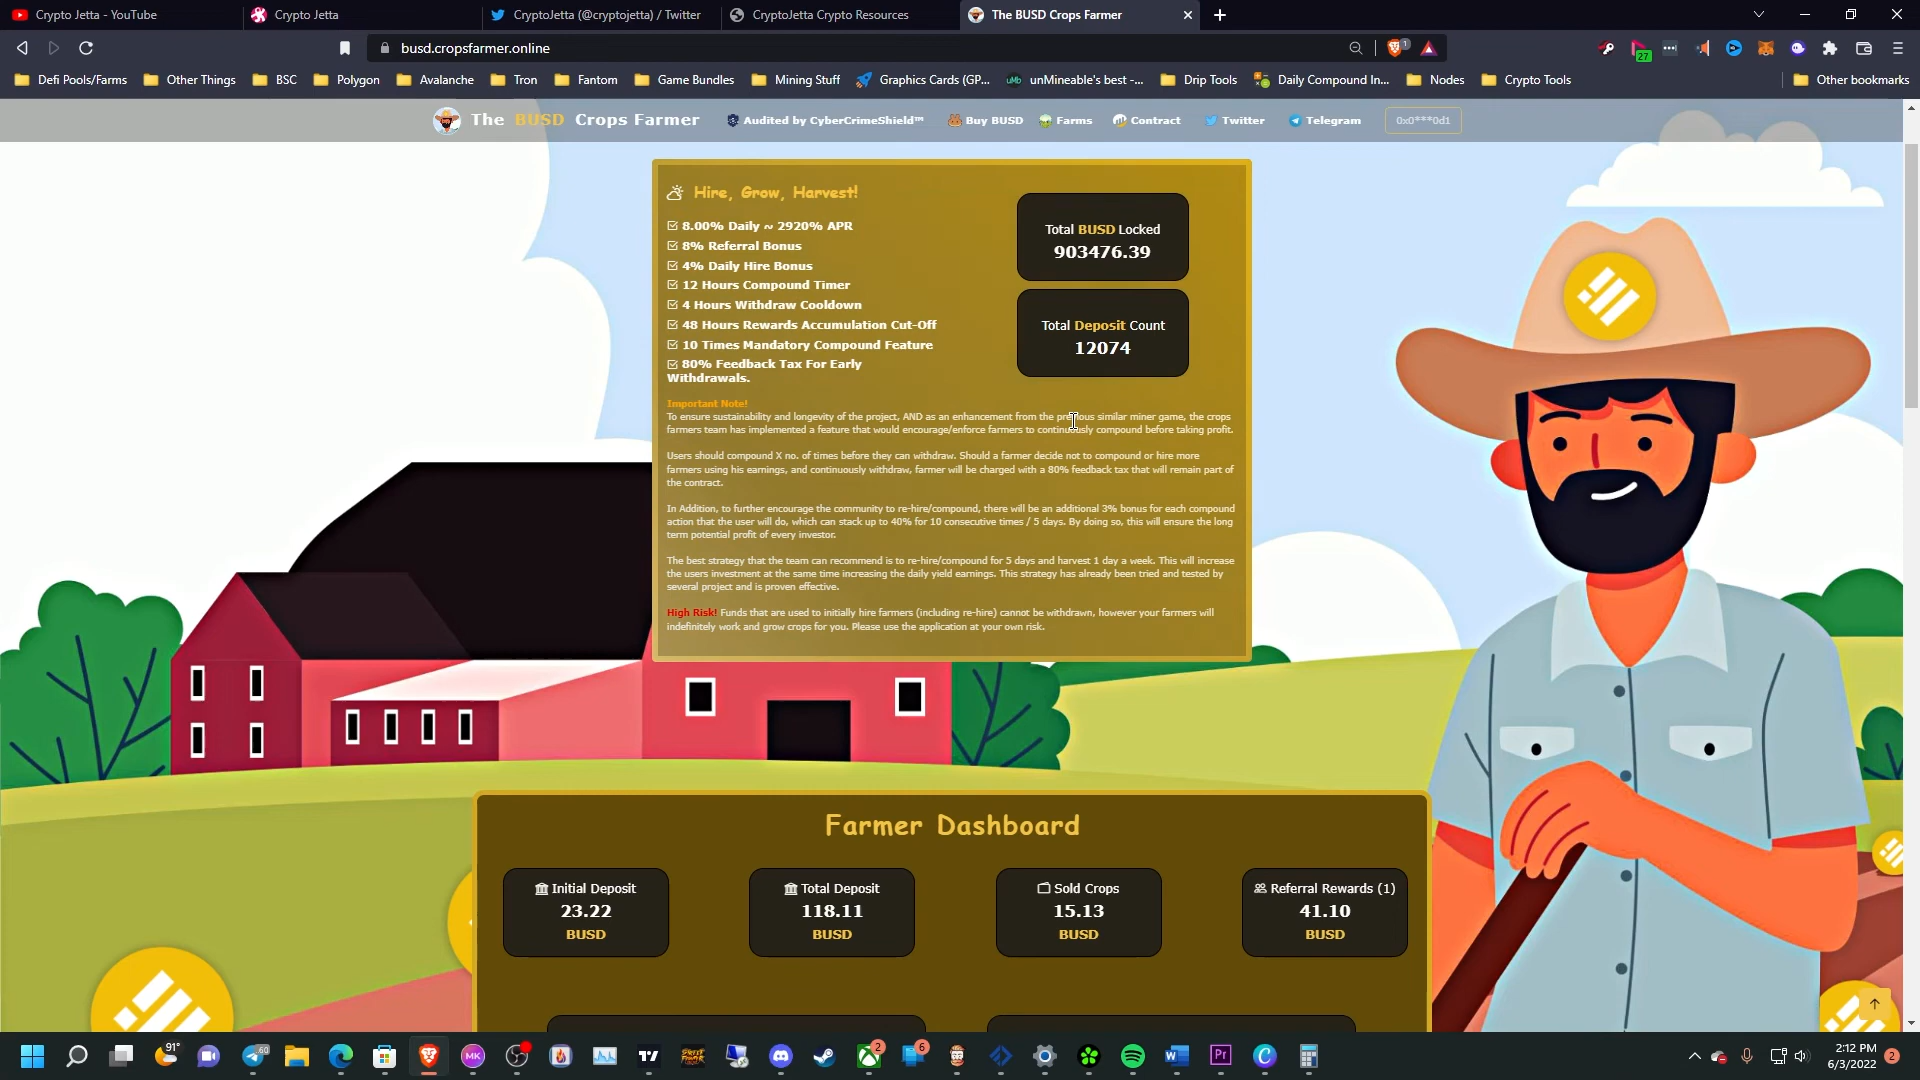 Crypto Jetta - YouTube
Crypto Jetta
CryptoJetta (@cryptojetta) / Twitter
CryptoJetta Crypto Resources
The BUSD Crops Farmer
busd.cropsfarmer.online
1
27
Defi Pools/Farms
Other Things
BSC
Polygon
Avalanche
Tron
Fantom
Game Bundles
Mining Stuff
Graphics Cards (GP...
unMineable's best -...
Drip Tools
Daily Compound In...
Nodes
Crypto Tools
Other bookmarks
The BUSD Crops Farmer
Audited by CyberCrimeShield™
Buy BUSD
Farms
Contract
Twitter
Telegram
0x0***0d1
Hire, Grow, Harvest!
8.00% Daily ~ 2920% APR
8% Referral Bonus
4% Daily Hire Bonus
12 Hours Compound Timer
4 Hours Withdraw Cooldown
48 Hours Rewards Accumulation Cut-Off
10 Times Mandatory Compound Feature
80% Feedback Tax For Early
Withdrawals.
Total BUSD Locked
903476.39
Total Deposit Count
12074
Important Note!
To ensure sustainability and longevity of the project, AND as an enhancement from the previous similar miner game, the crops
farmers team has implemented a feature that would encourage/enforce farmers to continuously compound before taking profit.
Users should compound X no. of times before they can withdraw. Should a farmer decide not to compound or hire more
farmers using his earnings, and continuously withdraw, farmer will be charged with a 80% feedback tax that will remain part of
the contract.
In Addition, to further encourage the community to re-hire/compound, there will be an additional 3% bonus for each compound
action that the user will do, which can stack up to 40% for 10 consecutive times / 5 days. By doing so, this will ensure the long
term potential profit of every investor.
The best strategy that the team can recommend is to re-hire/compound for 5 days and harvest 1 day a week. This will increase
the users investment at the same time increasing the daily yield earnings. This strategy has already been tried and tested by
several project and is proven effective.
High Risk! Funds that are used to initially hire farmers (including re-hire) cannot be withdrawn, however your farmers will
indefinitely work and grow crops for you. Please use the application at your own risk.
Farmer Dashboard
Initial Deposit
23.22
BUSD
Total Deposit
118.11
BUSD
Sold Crops
15.13
BUSD
Referral Rewards (1)
41.10
BUSD
91°
60
MK
2
6
Pr
2:12 PM
6/3/2022
2